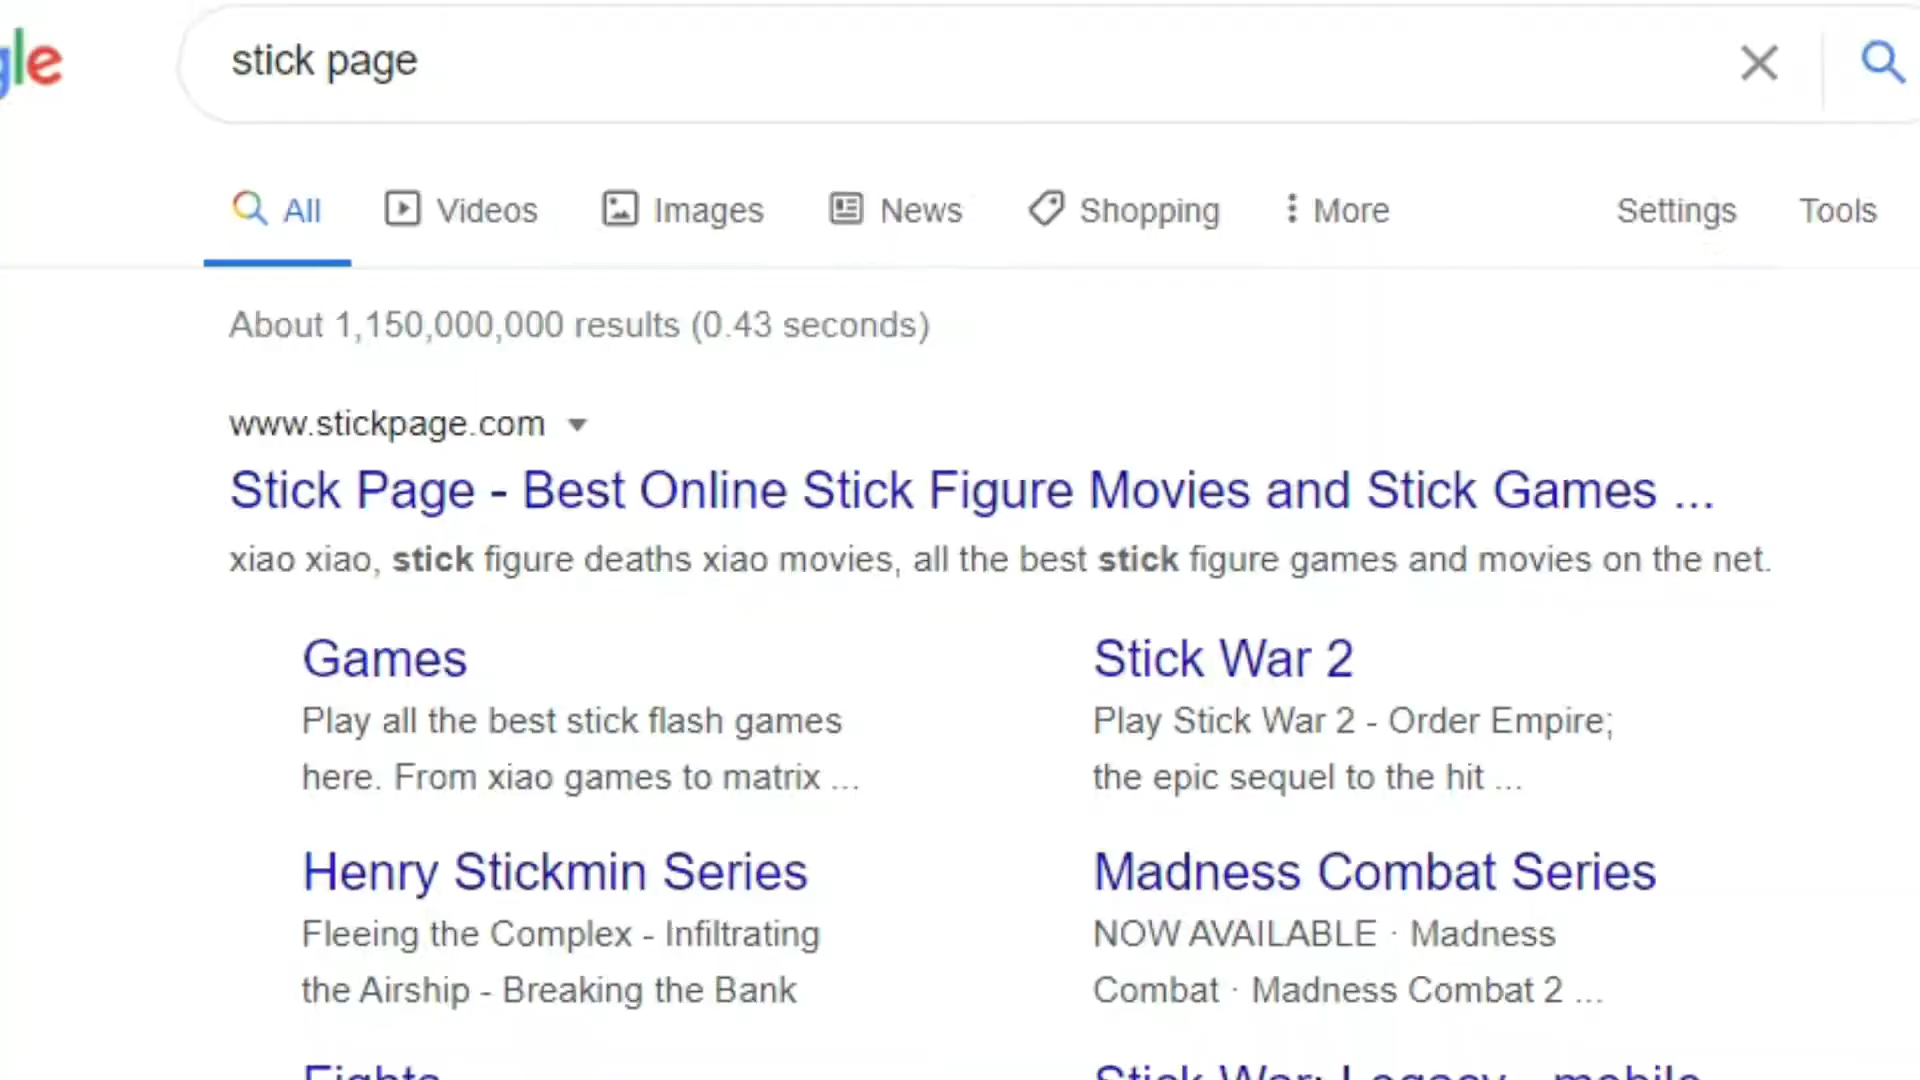 gle
stick page
All Videos Images News Shopping More Settings Tools
About 1,150,000,000 results (0.43 seconds)
www.stickpage.com
Stick Page - Best Online Stick Figure Movies and Stick Games ...
xiao xiao, stick figure deaths xiao movies, all the best stick figure games and movies on the net.
Games
Play all the best stick flash games
here. From xiao games to matrix ...
Stick War 2
Play Stick War 2 - Order Empire;
the epic sequel to the hit ...
Henry Stickmin Series
Fleeing the Complex - Infiltrating
the Airship - Breaking the Bank
Madness Combat Series
NOW AVAILABLE · Madness
Combat · Madness Combat 2 ...
Fights
Stick War: Legacy - mobile